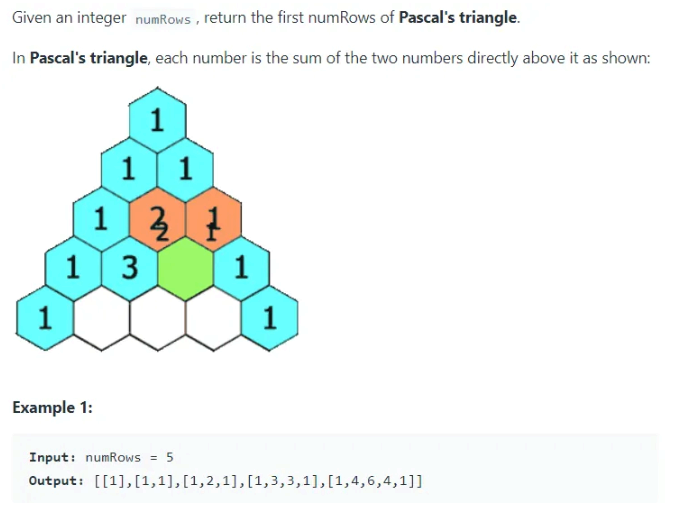 Given an integer numRows , return the first numRows of Pascal's triangle.
In Pascal's triangle, each number is the sum of the two numbers directly above it as shown:
1
1 1
1 2 2 1 1
1 3 1
1 1
Example 1:
Input: numRows = 5
Output: [[1],[1,1],[1,2,1],[1,3,3,1],[1,4,6,4,1]]